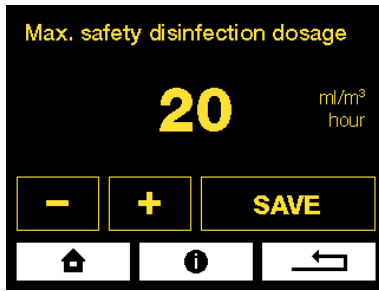 Max. safety disinfection dosage
20
ml/m³
hour
− + SAVE